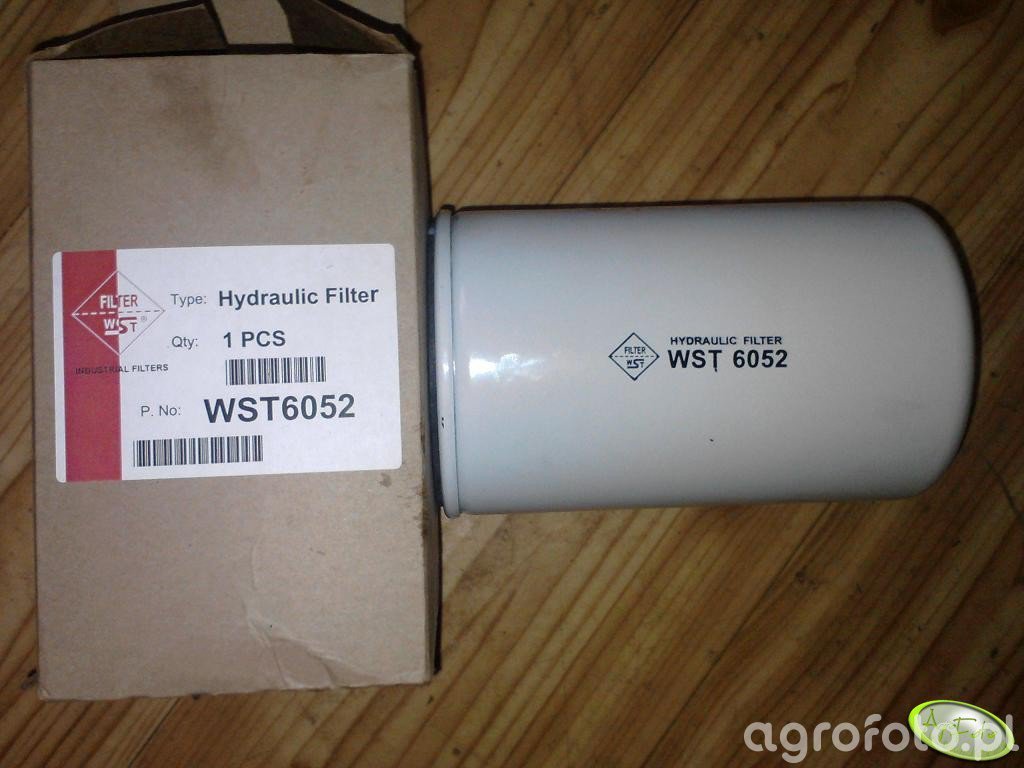 FILTER
WST®
INDUSTRIAL FILTERS
Type: Hydraulic Filter
Qty: 1 PCS
P. No: WST6052
FILTER
WST
HYDRAULIC FILTER
WST 6052
agrofoto.pl